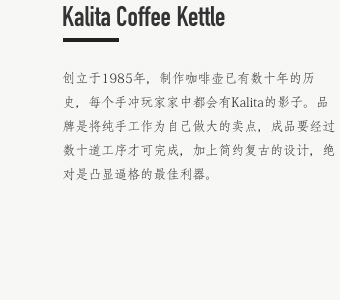 Kalita Coffee Kettle
创立于1985年，制作咖啡壶已有数十年的历
史，每个手冲玩家家中都会有Kalita的影子。品
牌是将纯手工作为自己做大的卖点，成品要经过
数十道工序才可完成，加上简约复古的设计，绝
对是凸显逼格的最佳利器。